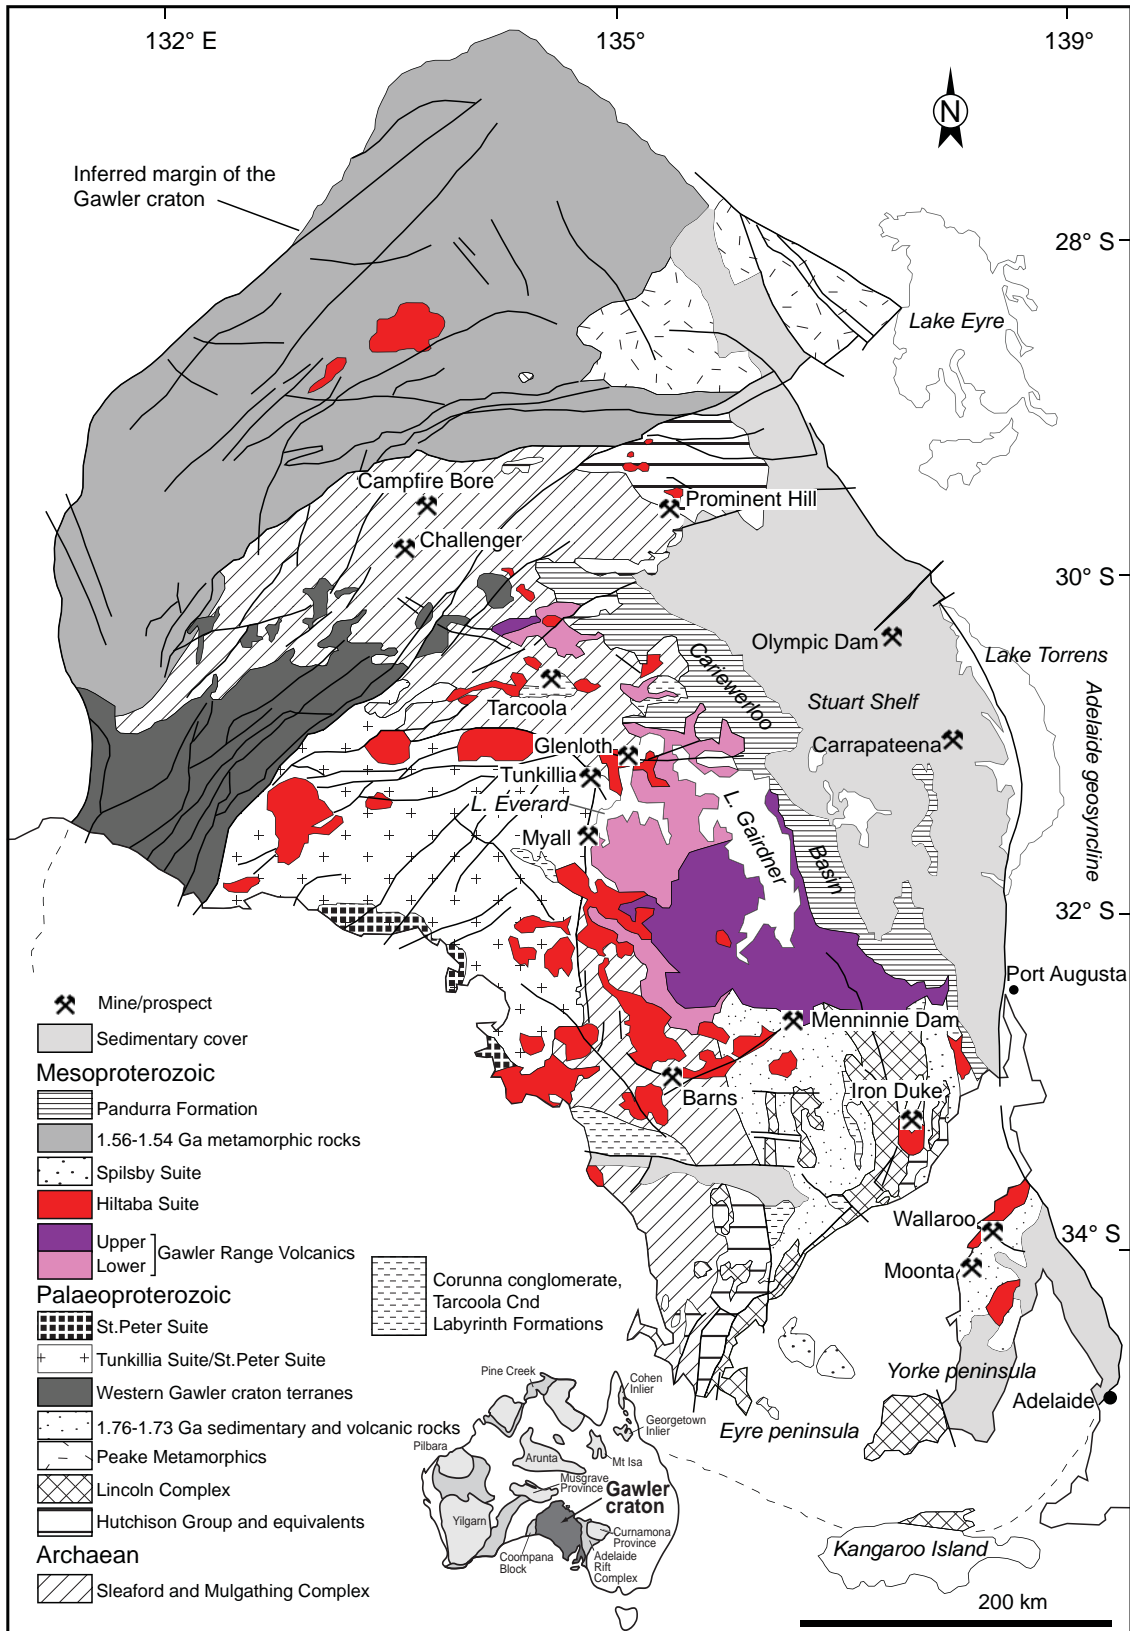 132° E
135°
139°
N
Inferred margin of the
Gawler craton
28° S
Lake Eyre
Campfire Bore
Prominent Hill
Challenger
30° S
Olympic Dam
Lake Torrens
Cariewerloo
Basin
Adelaide geosyncline
Stuart Shelf
Tarcoola
Carrapateena
Glenloth
Tunkillia
L. Everard
L. Gairdner
Myall
32° S
Port Augusta
Menninnie Dam
Barns
Iron Duke
Wallaroo
34° S
Moonta
Yorke peninsula
Adelaide
Eyre peninsula
Kangaroo Island
200 km
Mine/prospect
Sedimentary cover
Mesoproterozoic
Pandurra Formation
1.56-1.54 Ga metamorphic rocks
Spilsby Suite
Hiltaba Suite
Upper
Lower
Gawler Range Volcanics
Palaeoproterozoic
St.Peter Suite
Tunkillia Suite/St.Peter Suite
Western Gawler craton terranes
1.76-1.73 Ga sedimentary and volcanic rocks
Peake Metamorphics
Lincoln Complex
Hutchison Group and equivalents
Archaean
Sleaford and Mulgathing Complex
Corunna conglomerate,
Tarcoola Cnd
Labyrinth Formations
Pine Creek
Cohen
Inlier
Georgetown
Inlier
Pilbara
Arunta
Mt Isa
Musgrave
Province
Gawler
craton
Yilgarn
Curnamona
Province
Coompana
Block
Adelaide
Rift
Complex